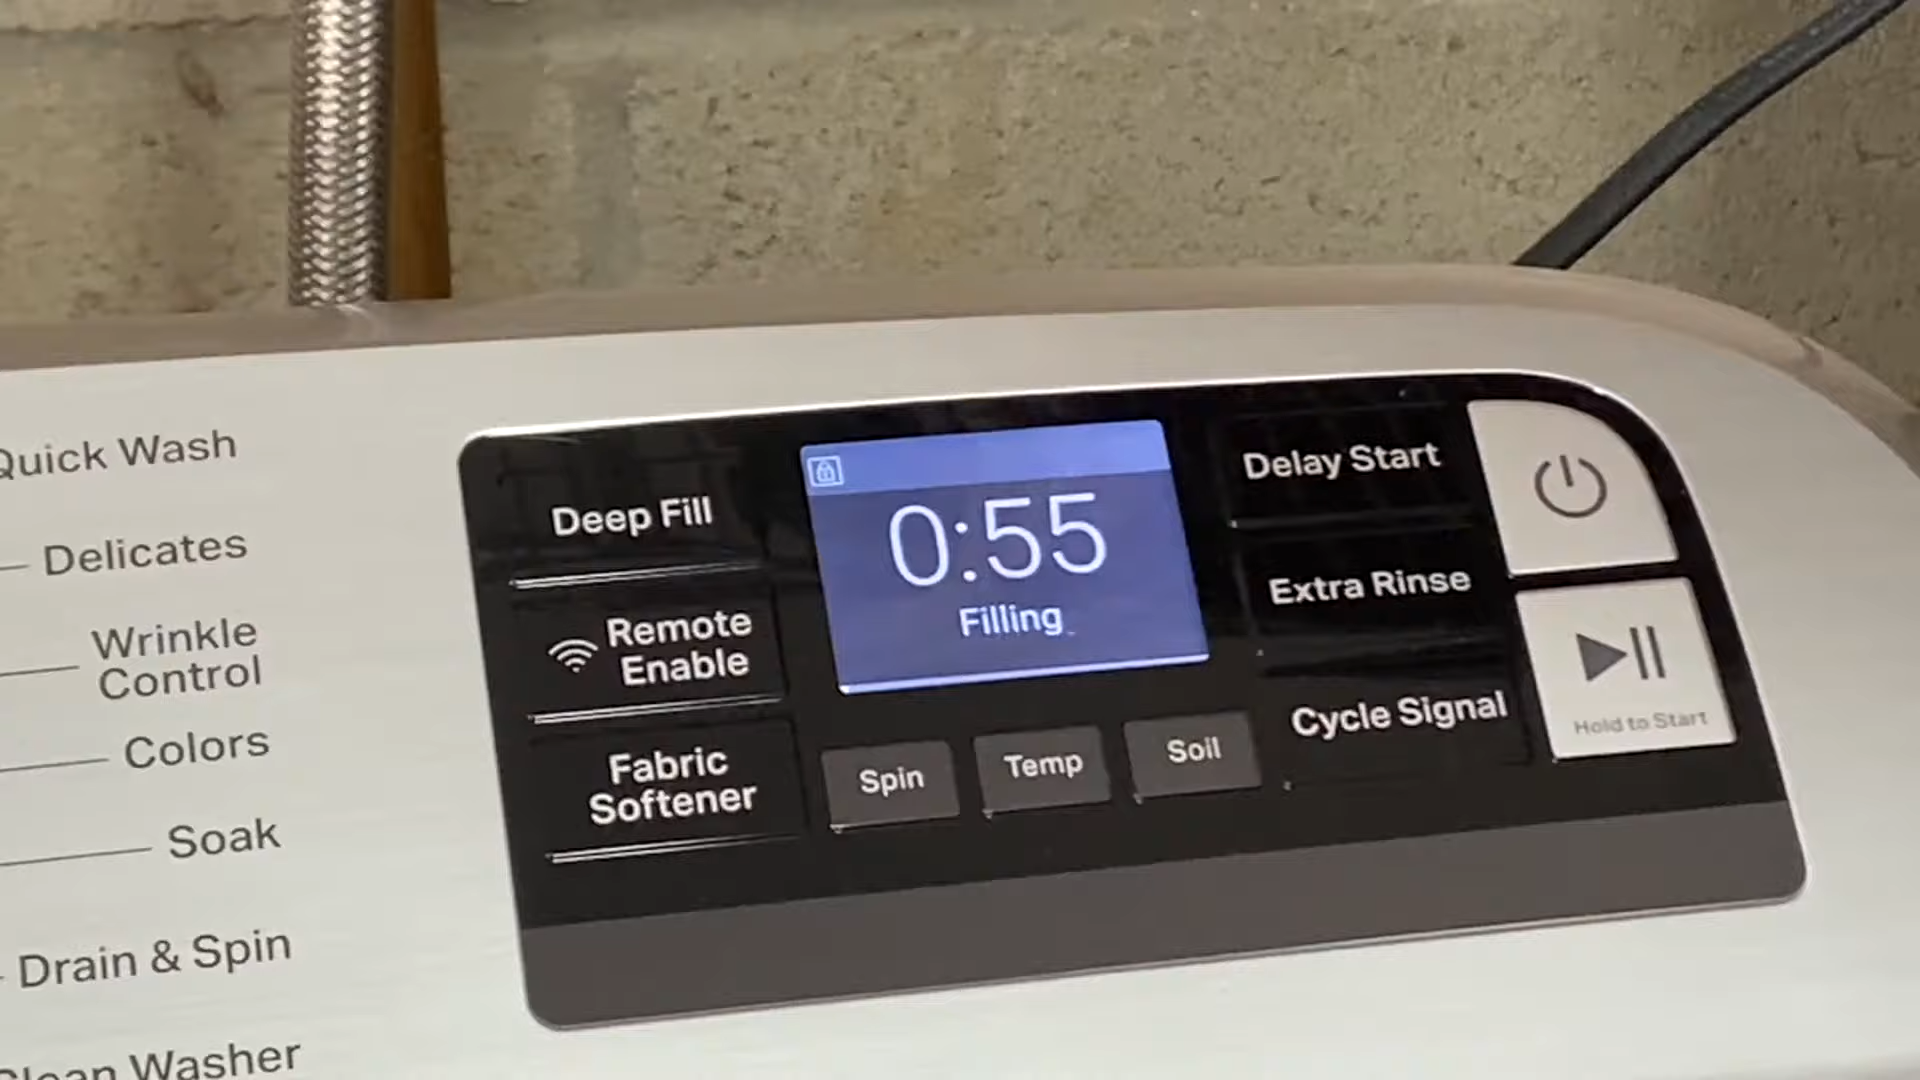 Quick Wash
Delicates
Wrinkle
Control
Colors
Soak
Drain & Spin
Clean Washer
Deep Fill
Remote
Enable
Fabric
Softener
0:55
Filling
Spin
Temp
Soil
Delay Start
Extra Rinse
Cycle Signal
Hold to Start